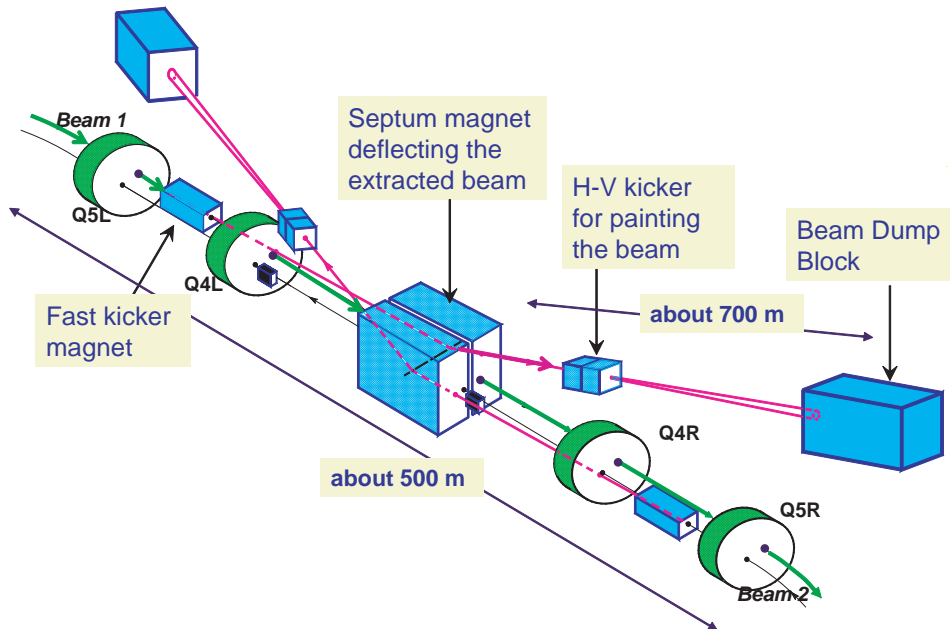 Beam 1
Septum magnet
deflecting the
extracted beam
H-V kicker
for painting
the beam
Beam Dump
Block
Q5L
Q4L
Fast kicker
magnet
about 700 m
Q4R
about 500 m
Q5R
Beam 2